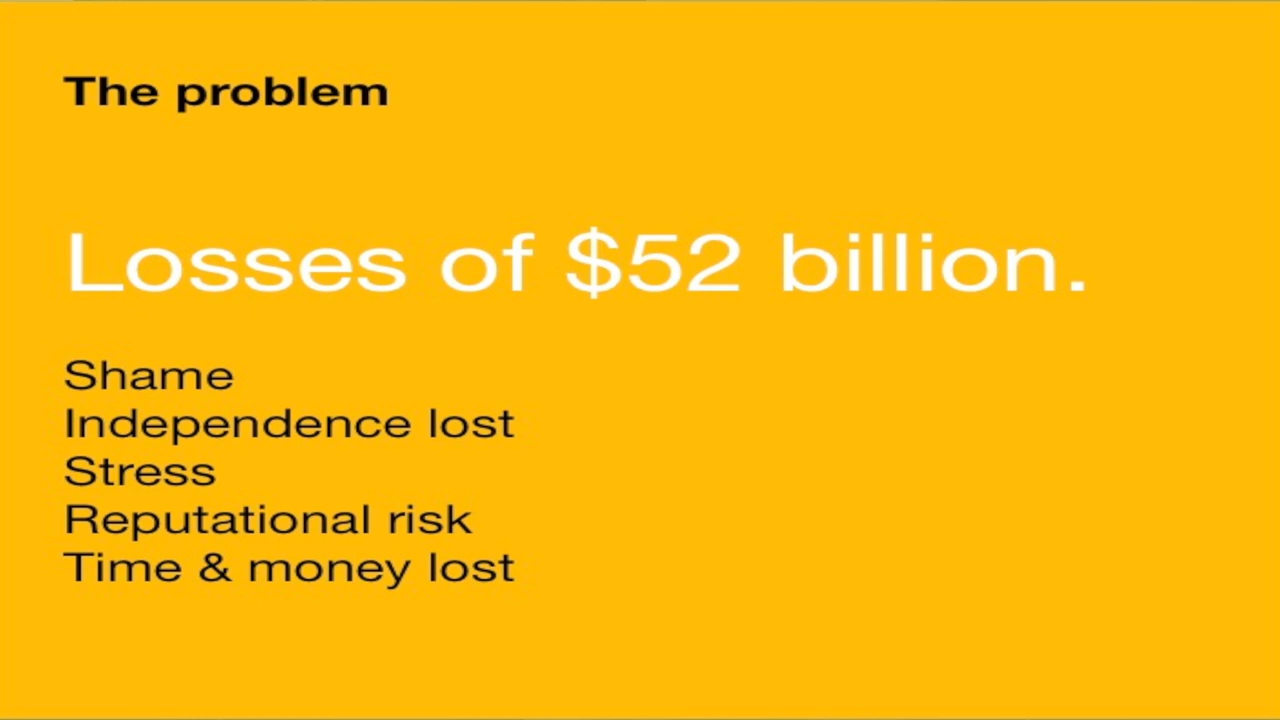 The problem
Losses of $52 billion.
Shame
Independence lost
Stress
Reputational risk
Time & money lost